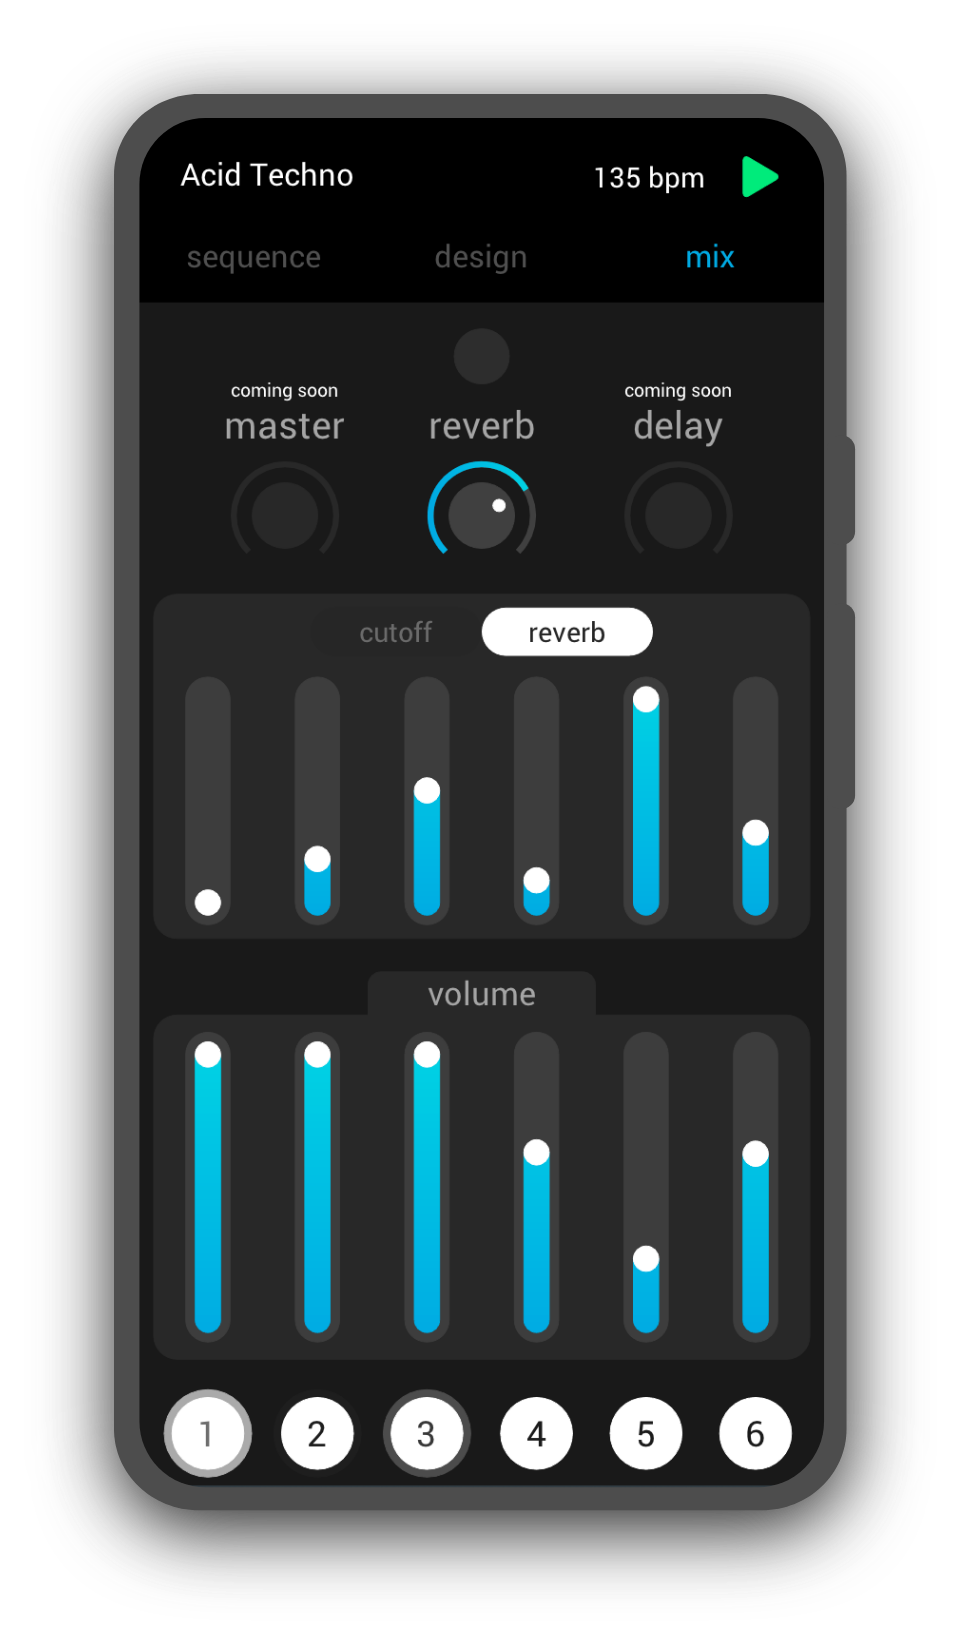 Acid Techno 135 bpm
sequence design mix
coming soon coming soon
master reverb delay
cutoff reverb
volume
1 2 3 4 5 6